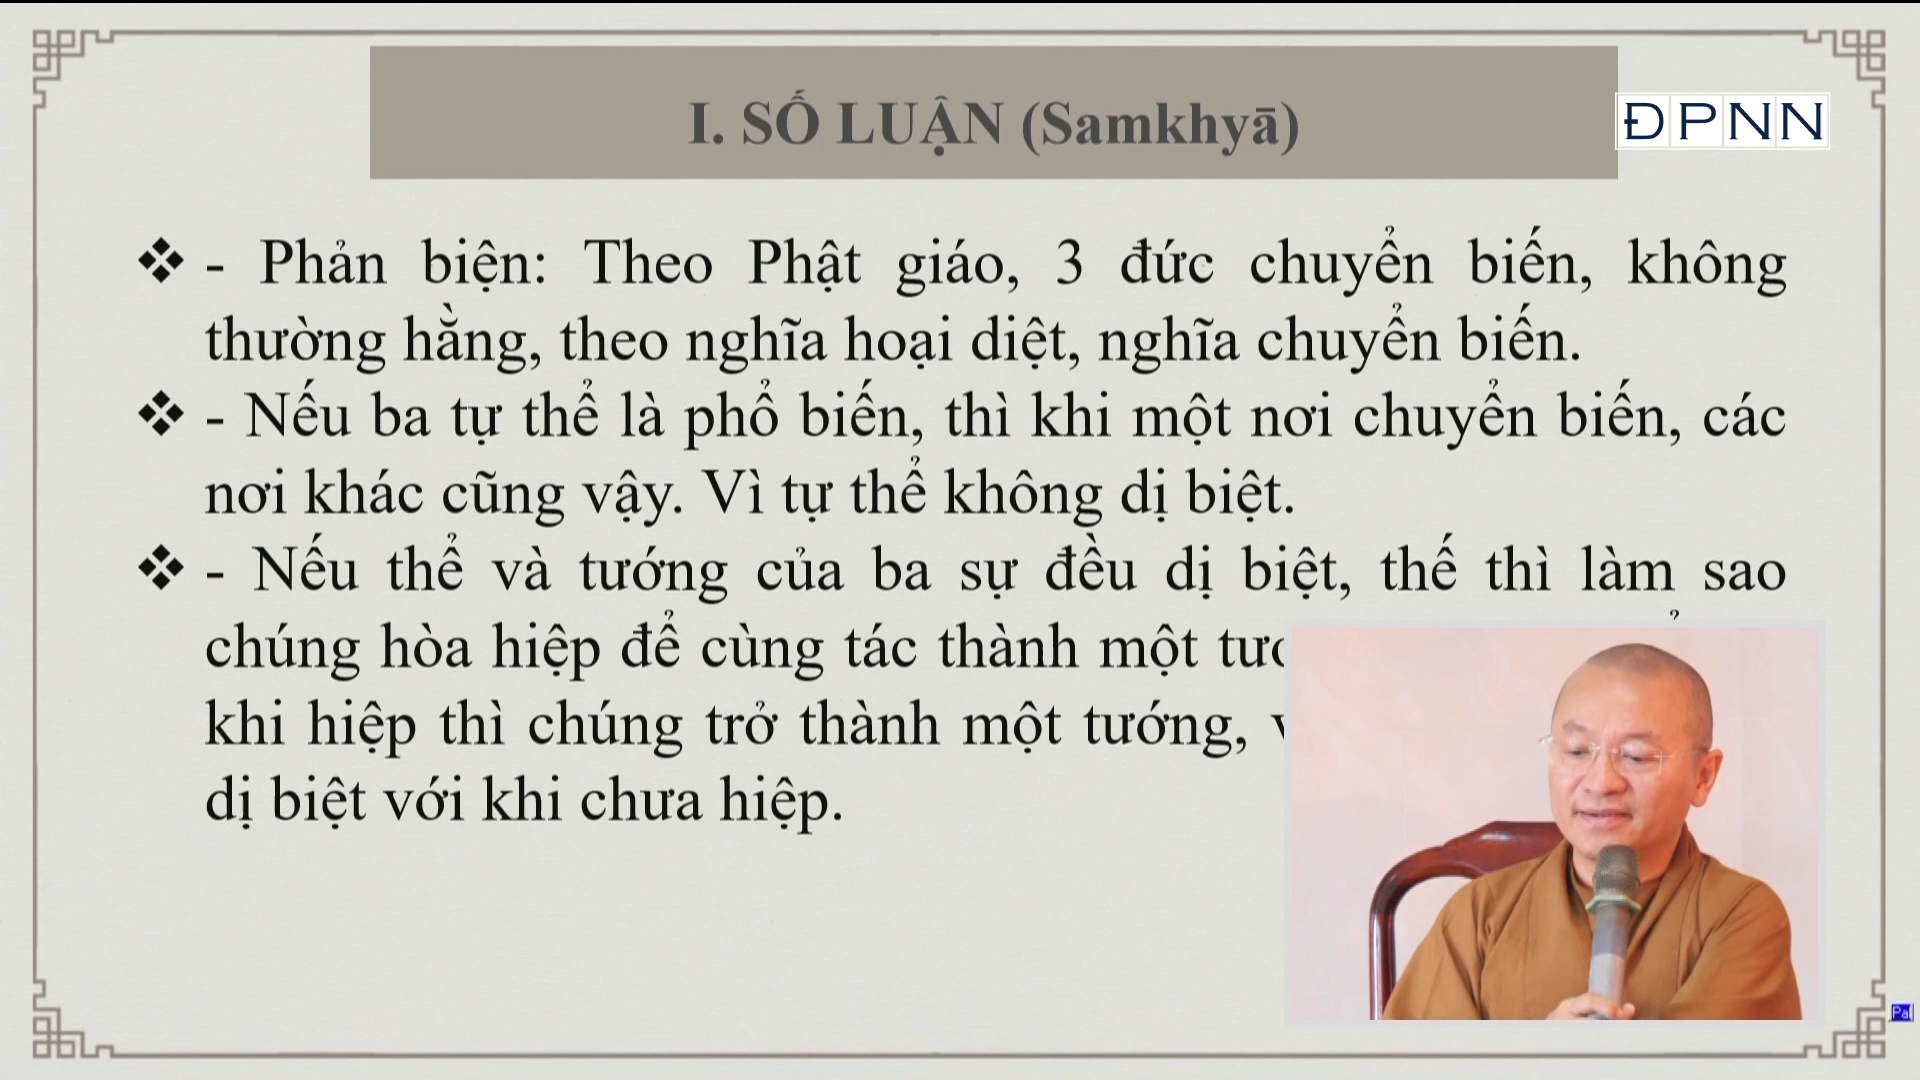 I. SỐ LUẬN (Samkhyā)
ĐPNN
❖ - Phản biện: Theo Phật giáo, 3 đức chuyển biến, không
thường hằng, theo nghĩa hoại diệt, nghĩa chuyển biến.
❖ - Nếu ba tự thể là phổ biến, thì khi một nơi chuyển biến, các
nơi khác cũng vậy. Vì tự thể không dị biệt.
❖ - Nếu thể và tướng của ba sự đều dị biệt, thế thì làm sao
chúng hòa hiệp để cùng tác thành một
khi hiệp thì chúng trở thành một tướng,
dị biệt với khi chưa hiệp.